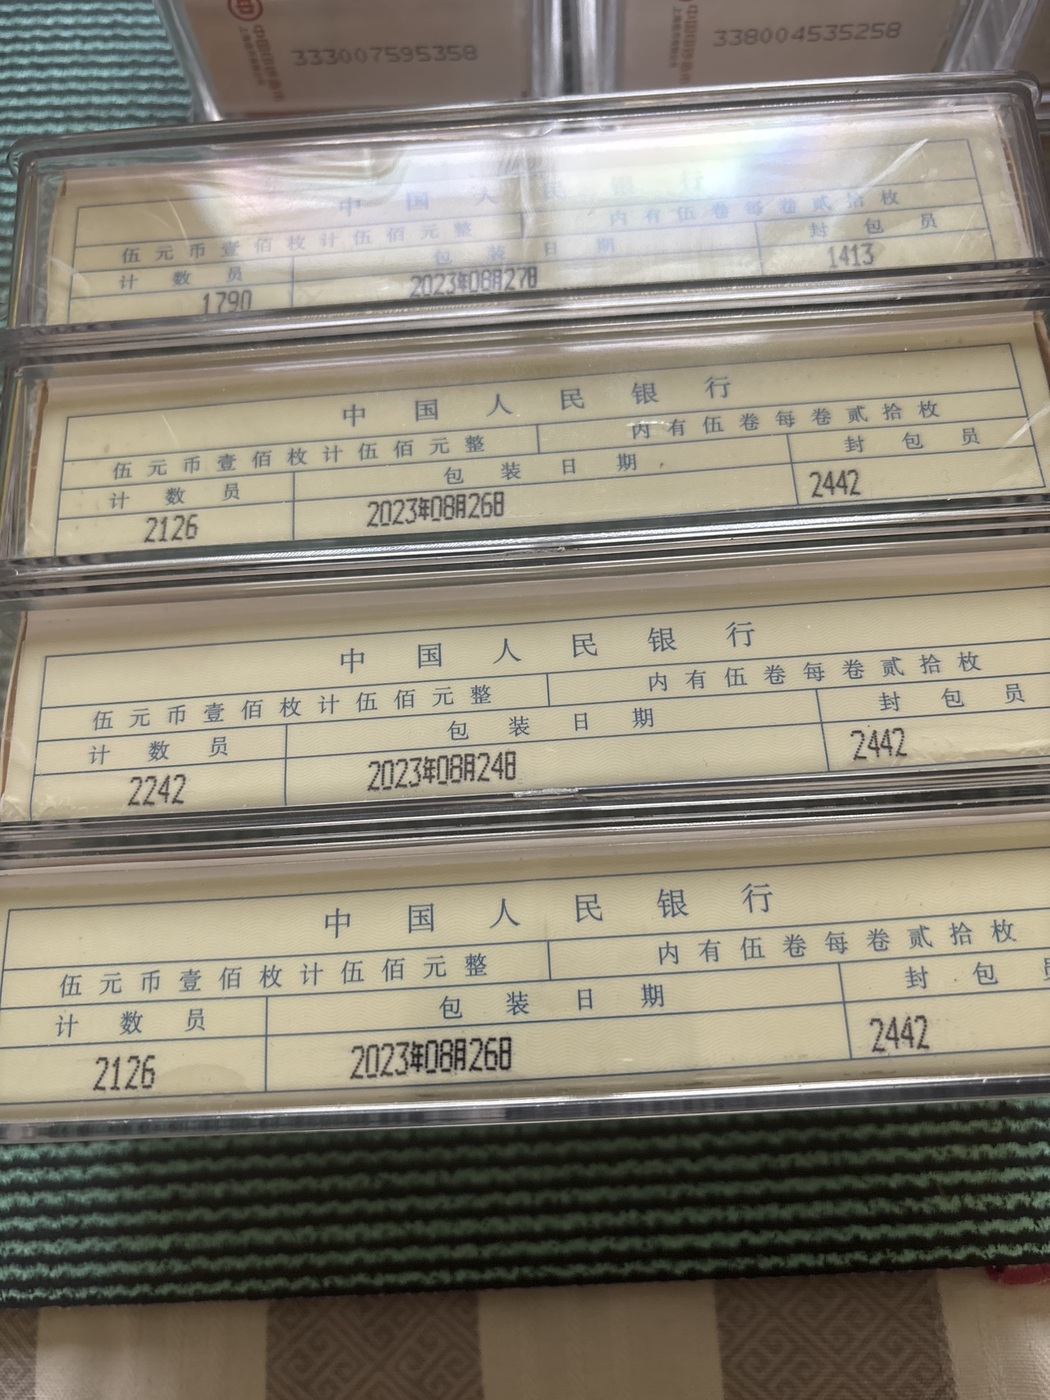 333007595358
338004535258
中国人民银行
伍元币壹佰枚计伍佰元整 内有伍卷每卷贰拾枚
计数员 包装日期 封包员
1790 2023年08月27日 1413
中国人民银行
伍元币壹佰枚计伍佰元整 内有伍卷每卷贰拾枚
计数员 包装日期 封包员
2126 2023年08月26日 2442
中国人民银行
伍元币壹佰枚计伍佰元整 内有伍卷每卷贰拾枚
计数员 包装日期 封包员
2242 2023年08月24日 2442
中国人民银行
伍元币壹佰枚计伍佰元整 内有伍卷每卷贰拾枚
计数员 包装日期 封包员
2126 2023年08月26日 2442